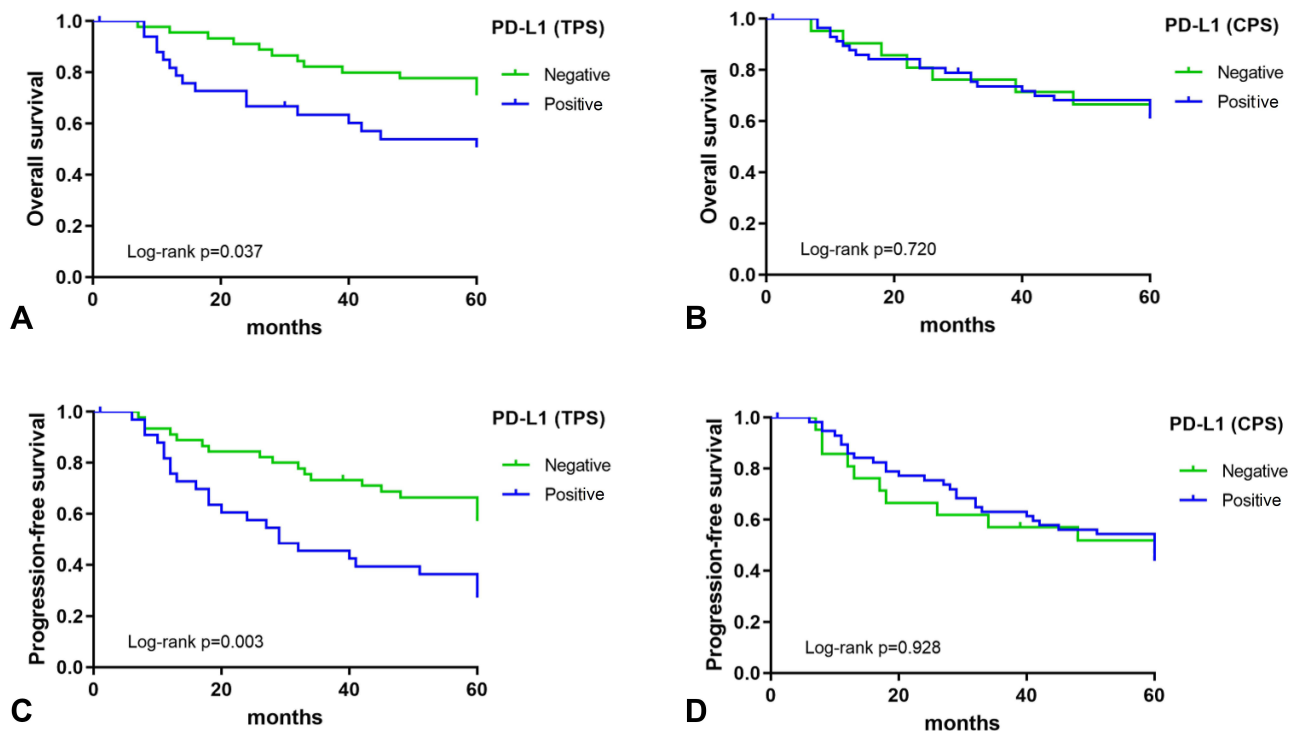 PD-L1 (TPS)
Negative
Positive
Overall survival
1.0
0.8
0.6
0.4
0.2
0.0
Log-rank p=0.037
0 20 40 60
months
A
PD-L1 (CPS)
Negative
Positive
Overall survival
1.0
0.8
0.6
0.4
0.2
0.0
Log-rank p=0.720
0 20 40 60
months
B
PD-L1 (TPS)
Negative
Positive
Progression-free survival
1.0
0.8
0.6
0.4
0.2
0.0
Log-rank p=0.003
0 20 40 60
months
C
PD-L1 (CPS)
Negative
Positive
Progression-free survival
1.0
0.8
0.6
0.4
0.2
0.0
Log-rank p=0.928
0 20 40 60
months
D